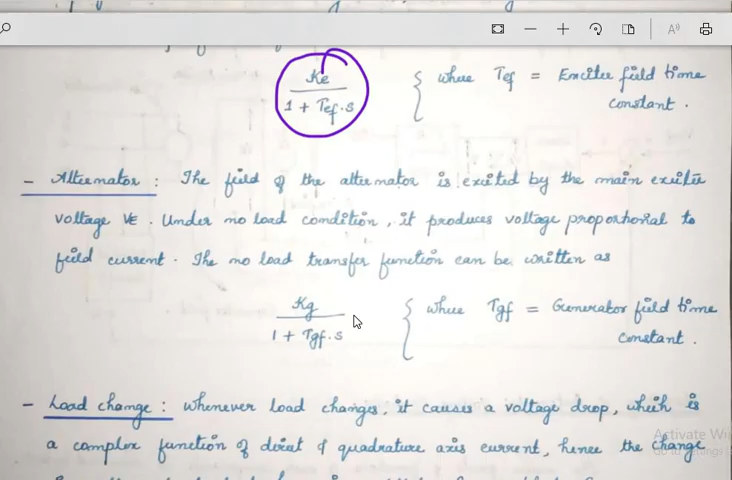 Ke
1 + Tef.s
{ where Tef = Exciter field time
constant.
- Alternator : The field of the alternator is excited by the main exciter
voltage VE. Under no load condition, it produces voltage proportional to
field current. The no load transfer function can be written as
Kg
1 + Tgf.s
{ where Tgf = Generator field time
constant.
- Load change : Whenever load changes, it causes a voltage drop, which is
Activate Win
a complex function of direct & quadrature axis current, hence the change